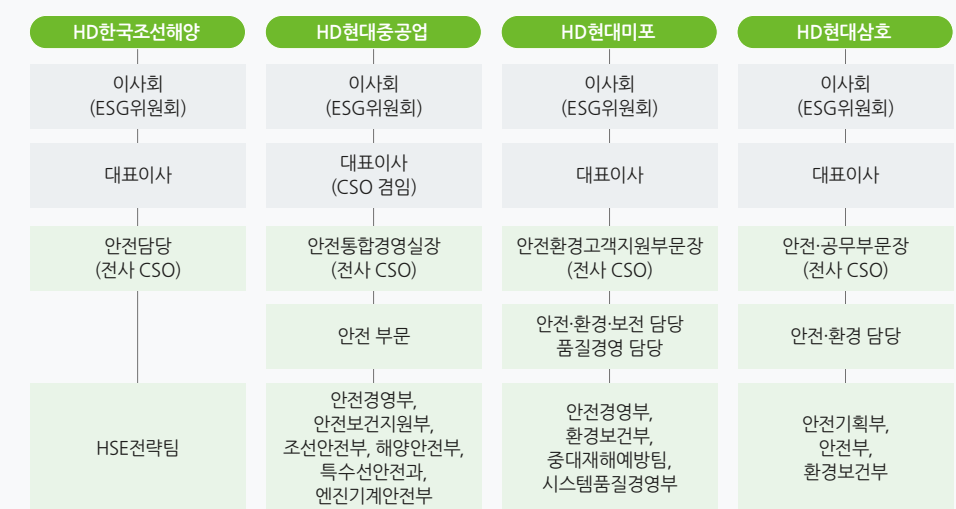 HD한국조선해양
이사회
(ESG위원회)
대표이사
안전담당
(전사 CSO)
HSE전략팀
HD현대중공업
이사회
(ESG위원회)
대표이사
(CSO 겸임)
안전통합경영실장
(전사 CSO)
안전 부문
안전경영부,
안전보건지원부,
조선안전부, 해양안전부,
특수선안전과,
엔진기계안전부
HD현대미포
이사회
(ESG위원회)
대표이사
안전환경고객지원부문장
(전사 CSO)
안전·환경·보전 담당
품질경영 담당
안전경영부,
환경보건부,
중대재해예방팀,
시스템품질경영부
HD현대삼호
이사회
(ESG위원회)
대표이사
안전·공무부문장
(전사 CSO)
안전·환경 담당
안전기획부,
안전부,
환경보건부